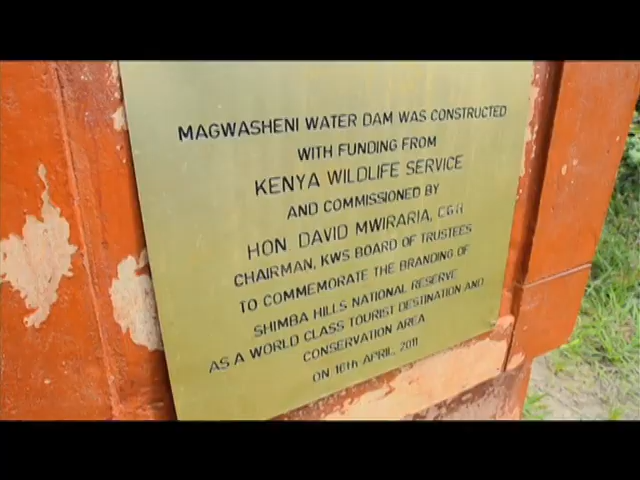 MAGWASHENI WATER DAM WAS CONSTRUCTED
WITH FUNDING FROM
KENYA WILDLIFE SERVICE
AND COMMISSIONED BY
HON. DAVID MWIRARIA, EGH
CHAIRMAN, KWS BOARD OF TRUSTEES
TO COMMEMORATE THE BRANDING OF
SHIMBA HILLS NATIONAL RESERVE
AS A WORLD CLASS TOURIST DESTINATION AND
CONSERVATION AREA
ON 16th APRIL, 2011